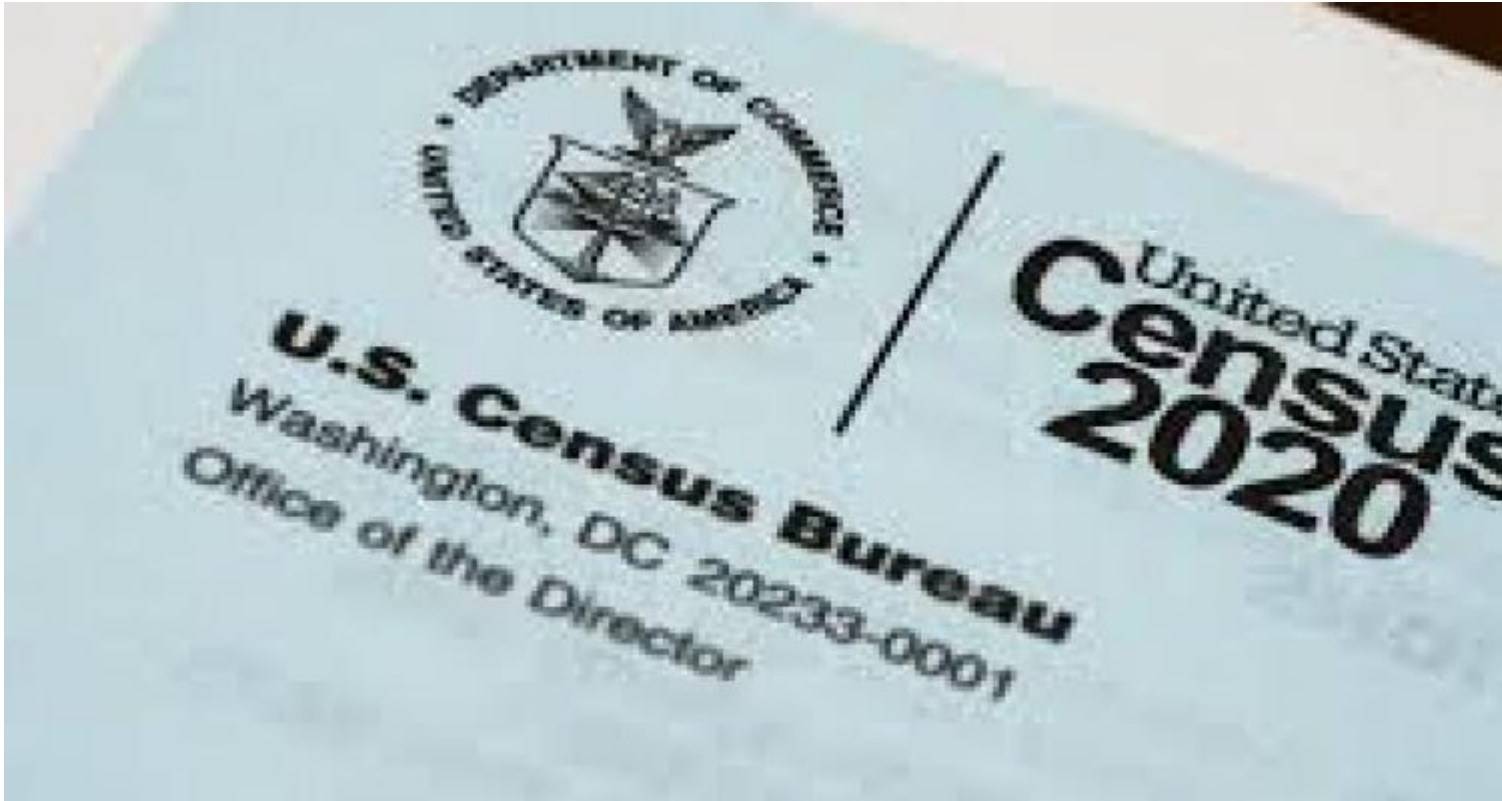 DEPARTMENT OF COMMERCE
UNITED STATES OF AMERICA
U.S. Census Bureau
Washington, DC 20233-0001
Office of the Director
United
Census
2020